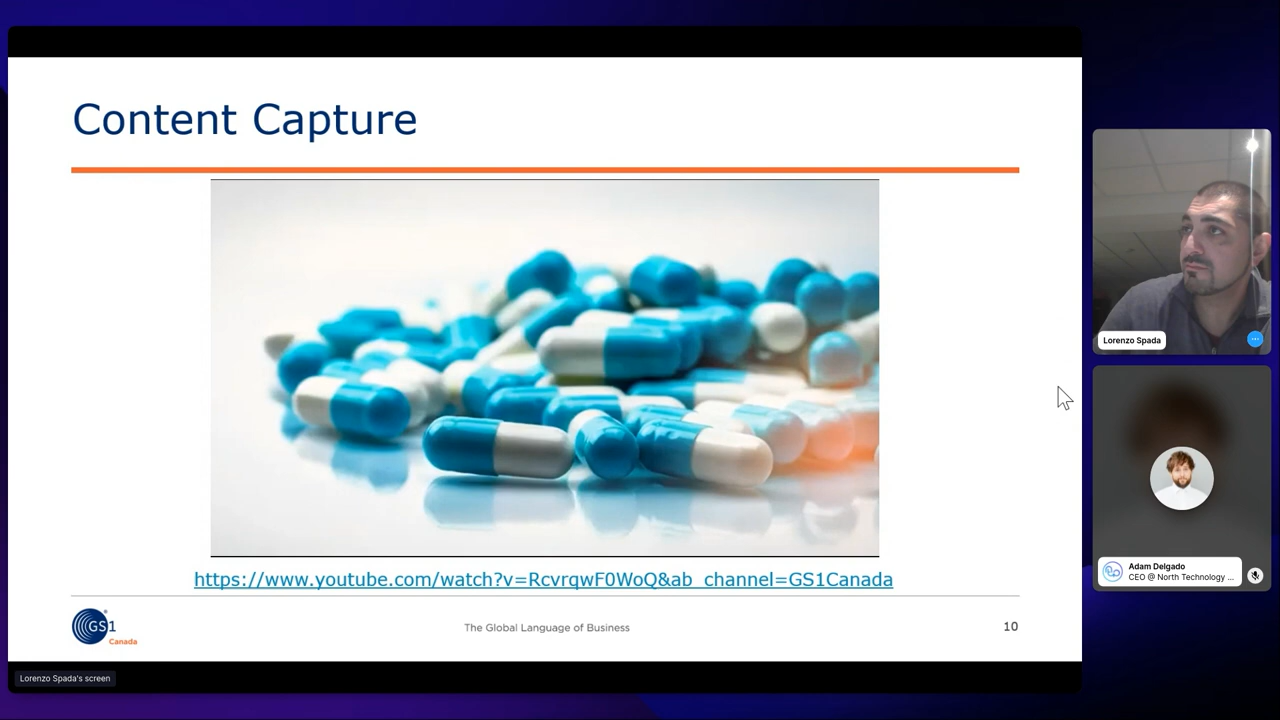 Content Capture
https://www.youtube.com/watch?v=RcvrqwF0WoQ&ab_channel=GS1Canada
GS1
Canada
The Global Language of Business
10
Lorenzo Spada's screen
Lorenzo Spada
Adam Delgado
CEO @ North Technology ...